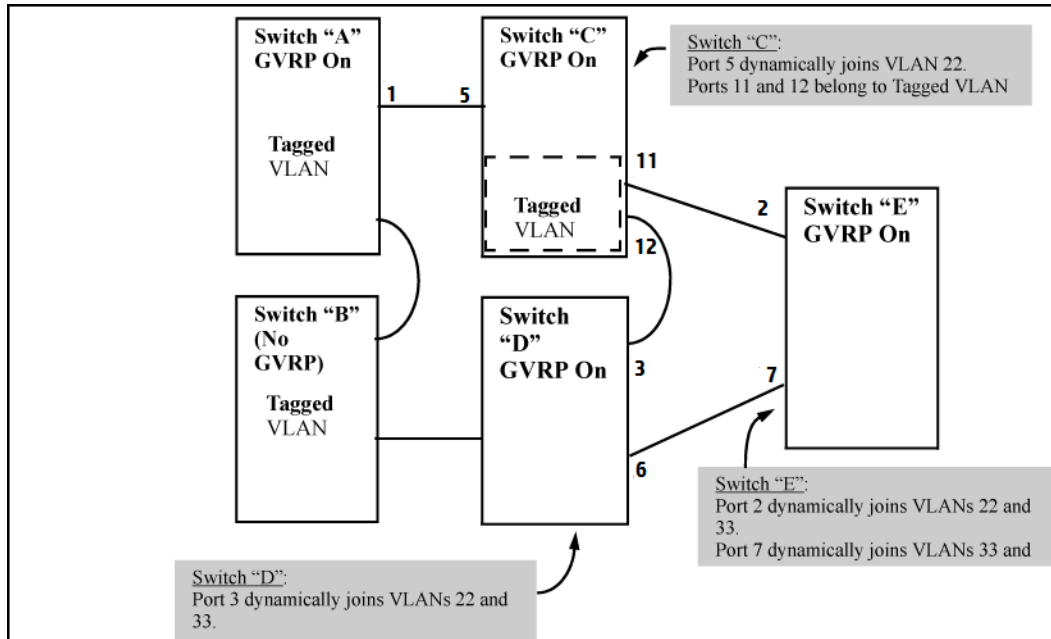 Switch “A”
GVRP On
Tagged
VLAN
1
5
Switch “C”
GVRP On
Tagged
VLAN
11
12
Switch “C”:
Port 5 dynamically joins VLAN 22.
Ports 11 and 12 belong to Tagged VLAN
2
Switch “E”
GVRP On
Switch “B”
(No
GVRP)
Tagged
VLAN
Switch
“D”
GVRP On
3
6
7
Switch “E”:
Port 2 dynamically joins VLANs 22 and
33.
Port 7 dynamically joins VLANs 33 and
Switch “D”:
Port 3 dynamically joins VLANs 22 and
33.